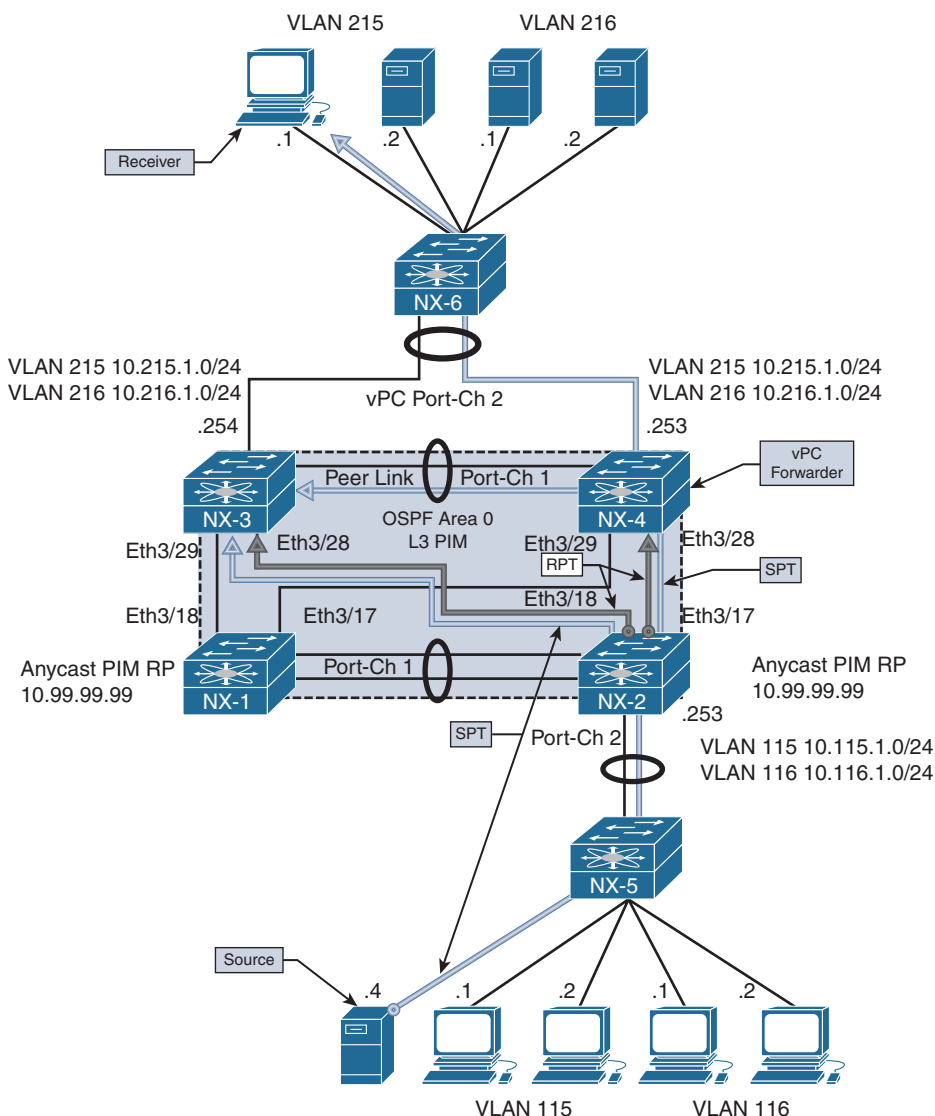 VLAN 215
VLAN 216
.1
.2
.1
.2
Receiver
NX-6
VLAN 215 10.215.1.0/24
VLAN 216 10.216.1.0/24
VLAN 215 10.215.1.0/24
VLAN 216 10.216.1.0/24
vPC Port-Ch 2
.254
.253
vPC
Forwarder
Peer Link
Port-Ch 1
NX-3
NX-4
OSPF Area 0
L3 PIM
Eth3/29
Eth3/28
Eth3/29
Eth3/28
RPT
SPT
Eth3/18
Eth3/17
Eth3/18
Eth3/17
Anycast PIM RP
10.99.99.99
Port-Ch 1
Anycast PIM RP
10.99.99.99
NX-1
NX-2
.253
SPT
Port-Ch 2
VLAN 115 10.115.1.0/24
VLAN 116 10.116.1.0/24
NX-5
Source
.4
.1
.2
.1
.2
VLAN 115
VLAN 116